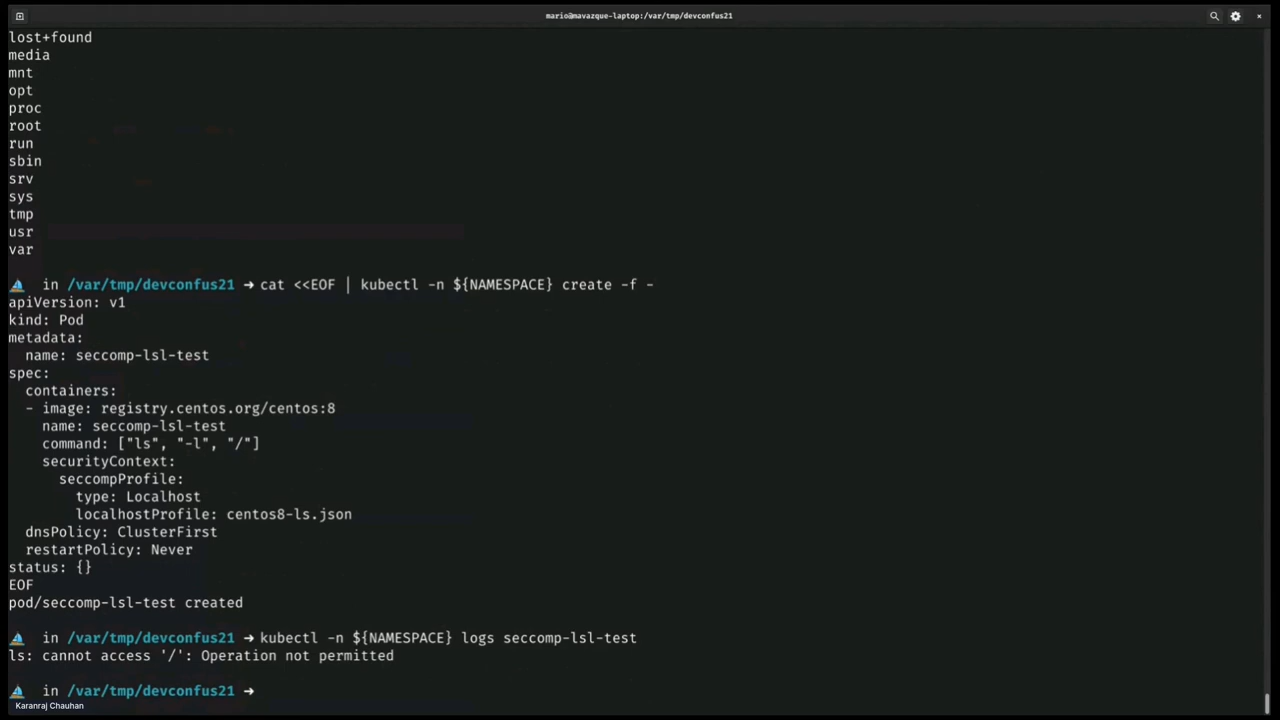 mario@mavazque-laptop:/var/tmp/devconfus21
lost+found
media
mnt
opt
proc
root
run
sbin
srv
sys
tmp
usr
var
in /var/tmp/devconfus21 ➜ cat <<EOF | kubectl -n ${NAMESPACE} create -f -
apiVersion: v1
kind: Pod
metadata:
  name: seccomp-lsl-test
spec:
  containers:
  - image: registry.centos.org/centos:8
    name: seccomp-lsl-test
    command: ["ls", "-l", "/"]
    securityContext:
      seccompProfile:
        type: Localhost
        localhostProfile: centos8-ls.json
  dnsPolicy: ClusterFirst
  restartPolicy: Never
status: {}
EOF
pod/seccomp-lsl-test created
in /var/tmp/devconfus21 ➜ kubectl -n ${NAMESPACE} logs seccomp-lsl-test
ls: cannot access '/': Operation not permitted
in /var/tmp/devconfus21 ➜
Karanraj Chauhan